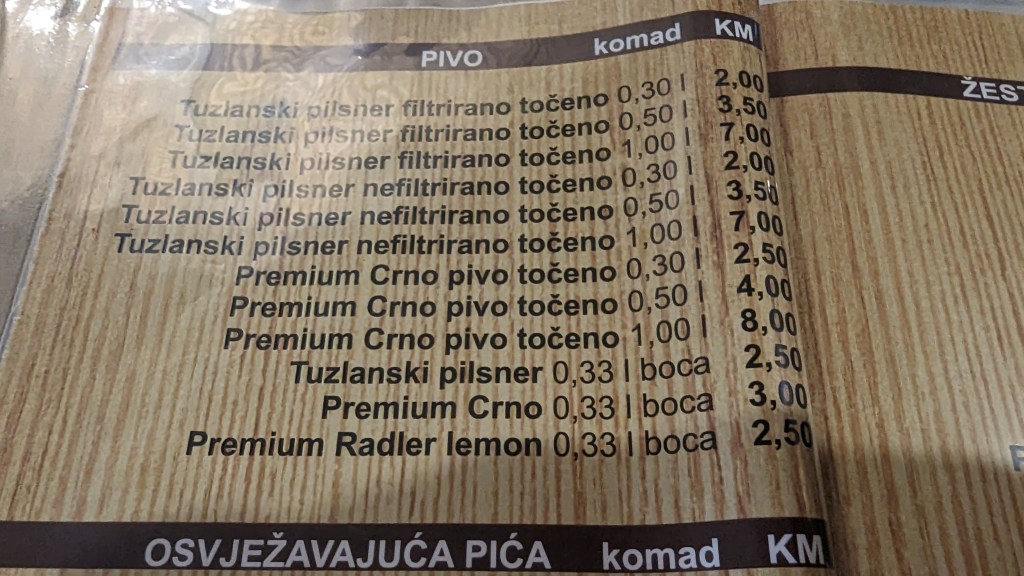 PIVO komad KM
Tuzlanski pilsner filtrirano točeno 0,30 l 2,00
Tuzlanski pilsner filtrirano točeno 0,50 l 3,50
Tuzlanski pilsner filtrirano točeno 1,00 l 7,00
Tuzlanski pilsner nefiltrirano točeno 0,30 l 2,00
Tuzlanski pilsner nefiltrirano točeno 0,50 l 3,50
Tuzlanski pilsner nefiltrirano točeno 1,00 l 7,00
Premium Crno pivo točeno 0,30 l 2,50
Premium Crno pivo točeno 0,50 l 4,00
Premium Crno pivo točeno 1,00 l 8,00
Tuzlanski pilsner 0,33 l boca 2,50
Premium Crno 0,33 l boca 3,00
Premium Radler lemon 0,33 l boca 2,50
OSVJEŽAVAJUĆA PIĆA komad KM
ŽEST